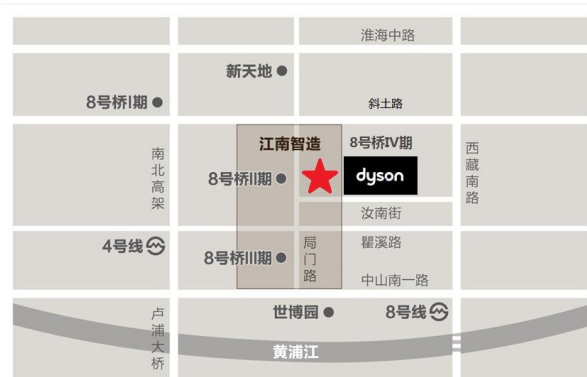 淮海中路
新天地
8号桥I期
斜土路
江南智造
8号桥IV期
南北高架
西藏南路
8号桥II期
dyson
汝南街
4号线
局门路
瞿溪路
8号桥III期
中山南一路
卢浦大桥
世博园
8号线
黄浦江